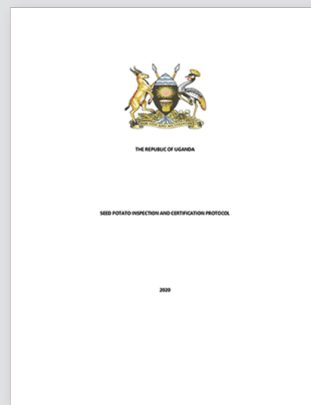 THE REPUBLIC OF UGANDA
SEED POTATO INSPECTION AND CERTIFICATION PROTOCOL
2020